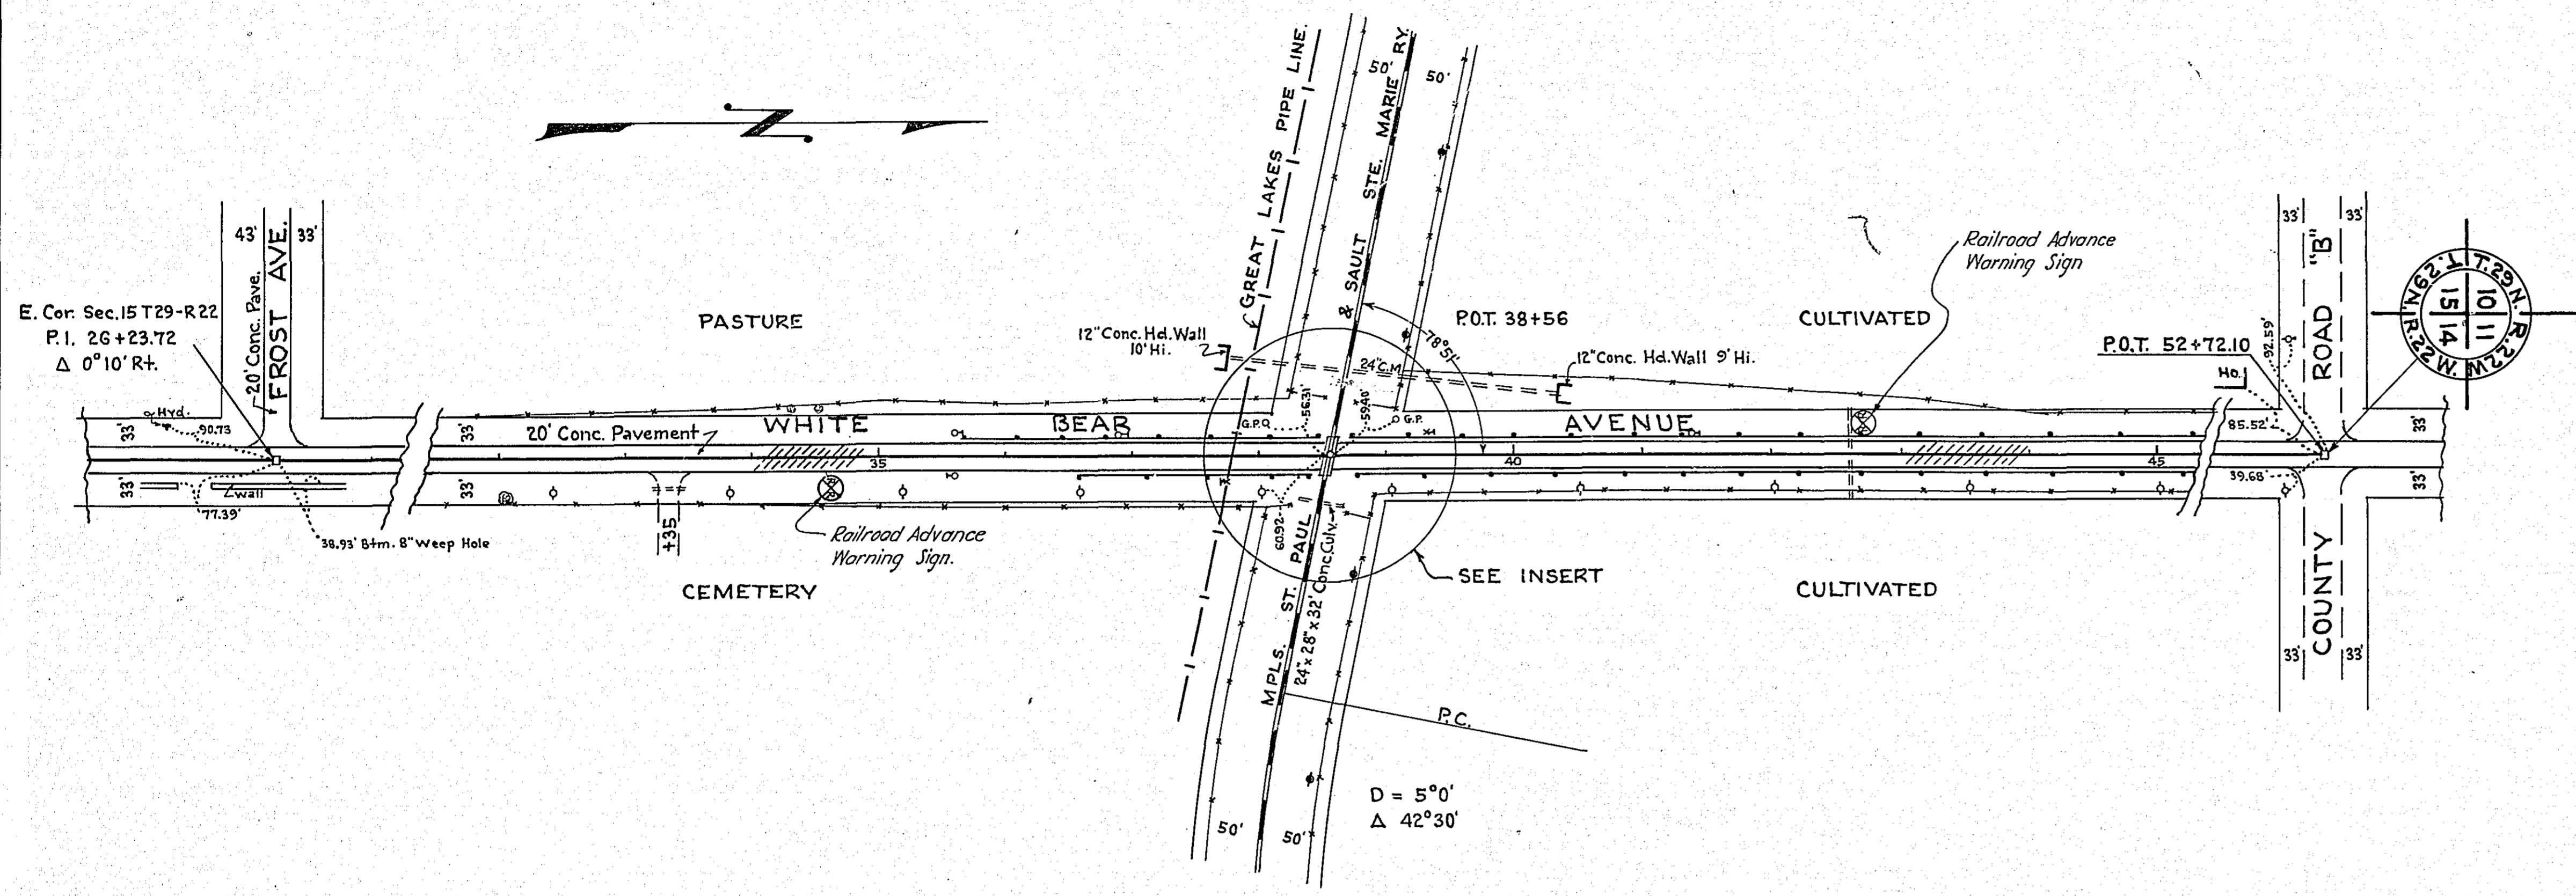 E. Cor. Sec.15 T29-R22
P.I. 26+23.72
Δ 0°10' Rt.
43'
33'
20' Conc. Pave.
FROST AVE.
Hyd.
90.73
33'
33'
77.39'
Wall
38.93' Btm. 8" Weep Hole
PASTURE
33'
33'
20' Conc. Pavement
WHITE BEAR AVENUE
35
40
45
+35
Railroad Advance
Warning Sign.
CEMETERY
GREAT LAKES PIPE LINE.
50'
50'
MPLS. ST. PAUL & SAULT STE. MARIE RY.
12" Conc. Hd. Wall
10' Hi.
24" C.M.
78°51'
P.O.T. 38+56
12" Conc. Hd. Wall 9' Hi.
56.31'
59.40'
G.P.
G.P.
60.92
24" x 28" x 32' Conc. Culv.
SEE INSERT
P.C.
50'
50'
D = 5°0'
Δ 42°30'
CULTIVATED
Railroad Advance
Warning Sign
CULTIVATED
P.O.T. 52+72.10
Ho.
92.59'
85.52'
39.68'
33'
33'
COUNTY ROAD "B"
33'
33'
33'
33'
T.29N. R.22W.
T.29N. R.22W.
10 11
15 14